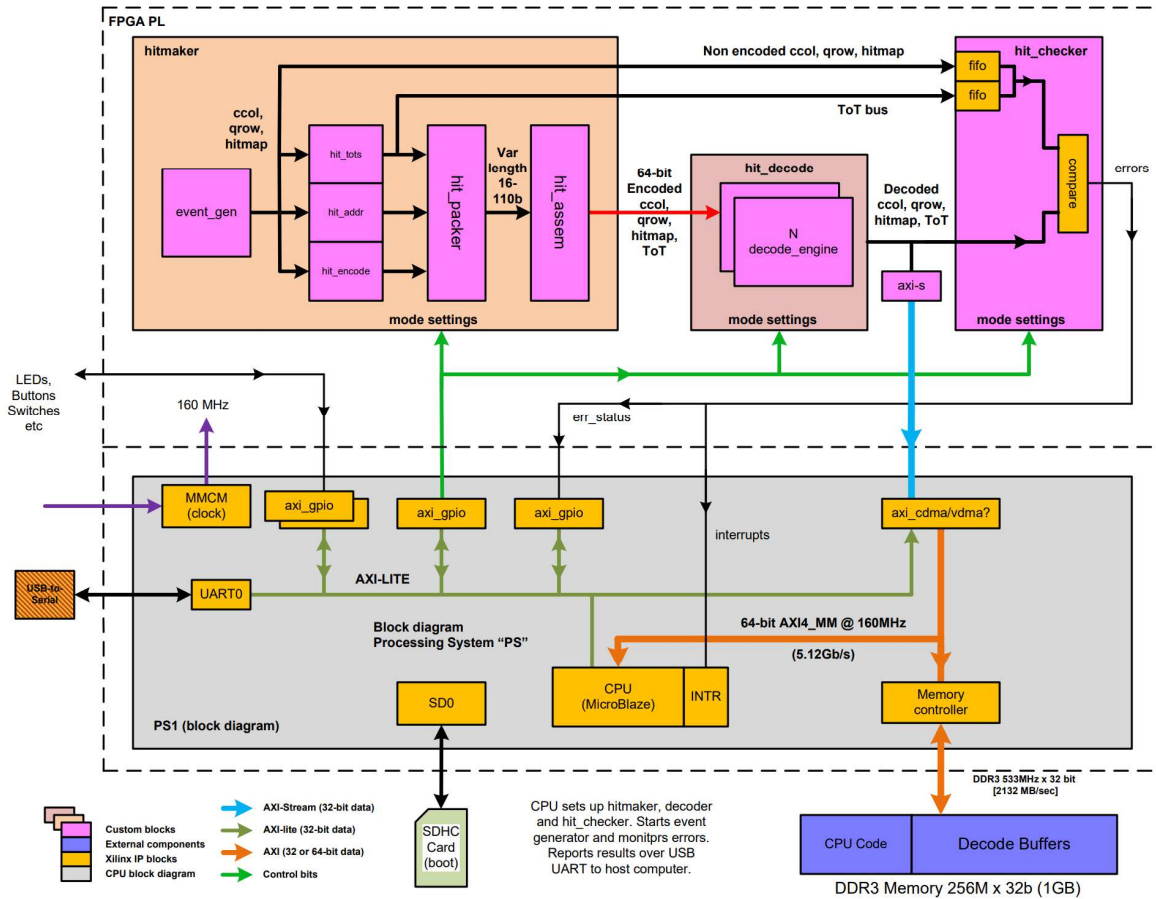 FPGA PL
hitmaker
Non encoded ccol, qrow, hitmap
hit_checker
fifo
fifo
ToT bus
ccol,
qrow,
hitmap
hit_tots
hit_addr
hit_encode
event_gen
hit_packer
Var
length
16-
110b
hit_assem
64-bit
Encoded
ccol,
qrow,
hitmap,
ToT
hit_decode
N
decode_engine
Decoded
ccol, qrow,
hitmap, ToT
axi-s
compare
errors
mode settings
mode settings
mode settings
LEDs,
Buttons
Switches
etc
160 MHz
err_status
MMCM
(clock)
axi_gpio
axi_gpio
axi_gpio
interrupts
axi_cdma/vdma?
USB-to-
Serial
UART0
AXI-LITE
Block diagram
Processing System “PS”
64-bit AXI4_MM @ 160MHz
(5.12Gb/s)
CPU
(MicroBlaze)
INTR
Memory
controller
SD0
PS1 (block diagram)
DDR3 533MHz x 32 bit
[2132 MB/sec]
Custom blocks
External components
Xilinx IP blocks
CPU block diagram
AXI-Stream (32-bit data)
AXI-lite (32-bit data)
AXI (32 or 64-bit data)
Control bits
SDHC
Card
(boot)
CPU sets up hitmaker, decoder
and hit_checker. Starts event
generator and monitprs errors.
Reports results over USB
UART to host computer.
CPU Code
Decode Buffers
DDR3 Memory 256M x 32b (1GB)